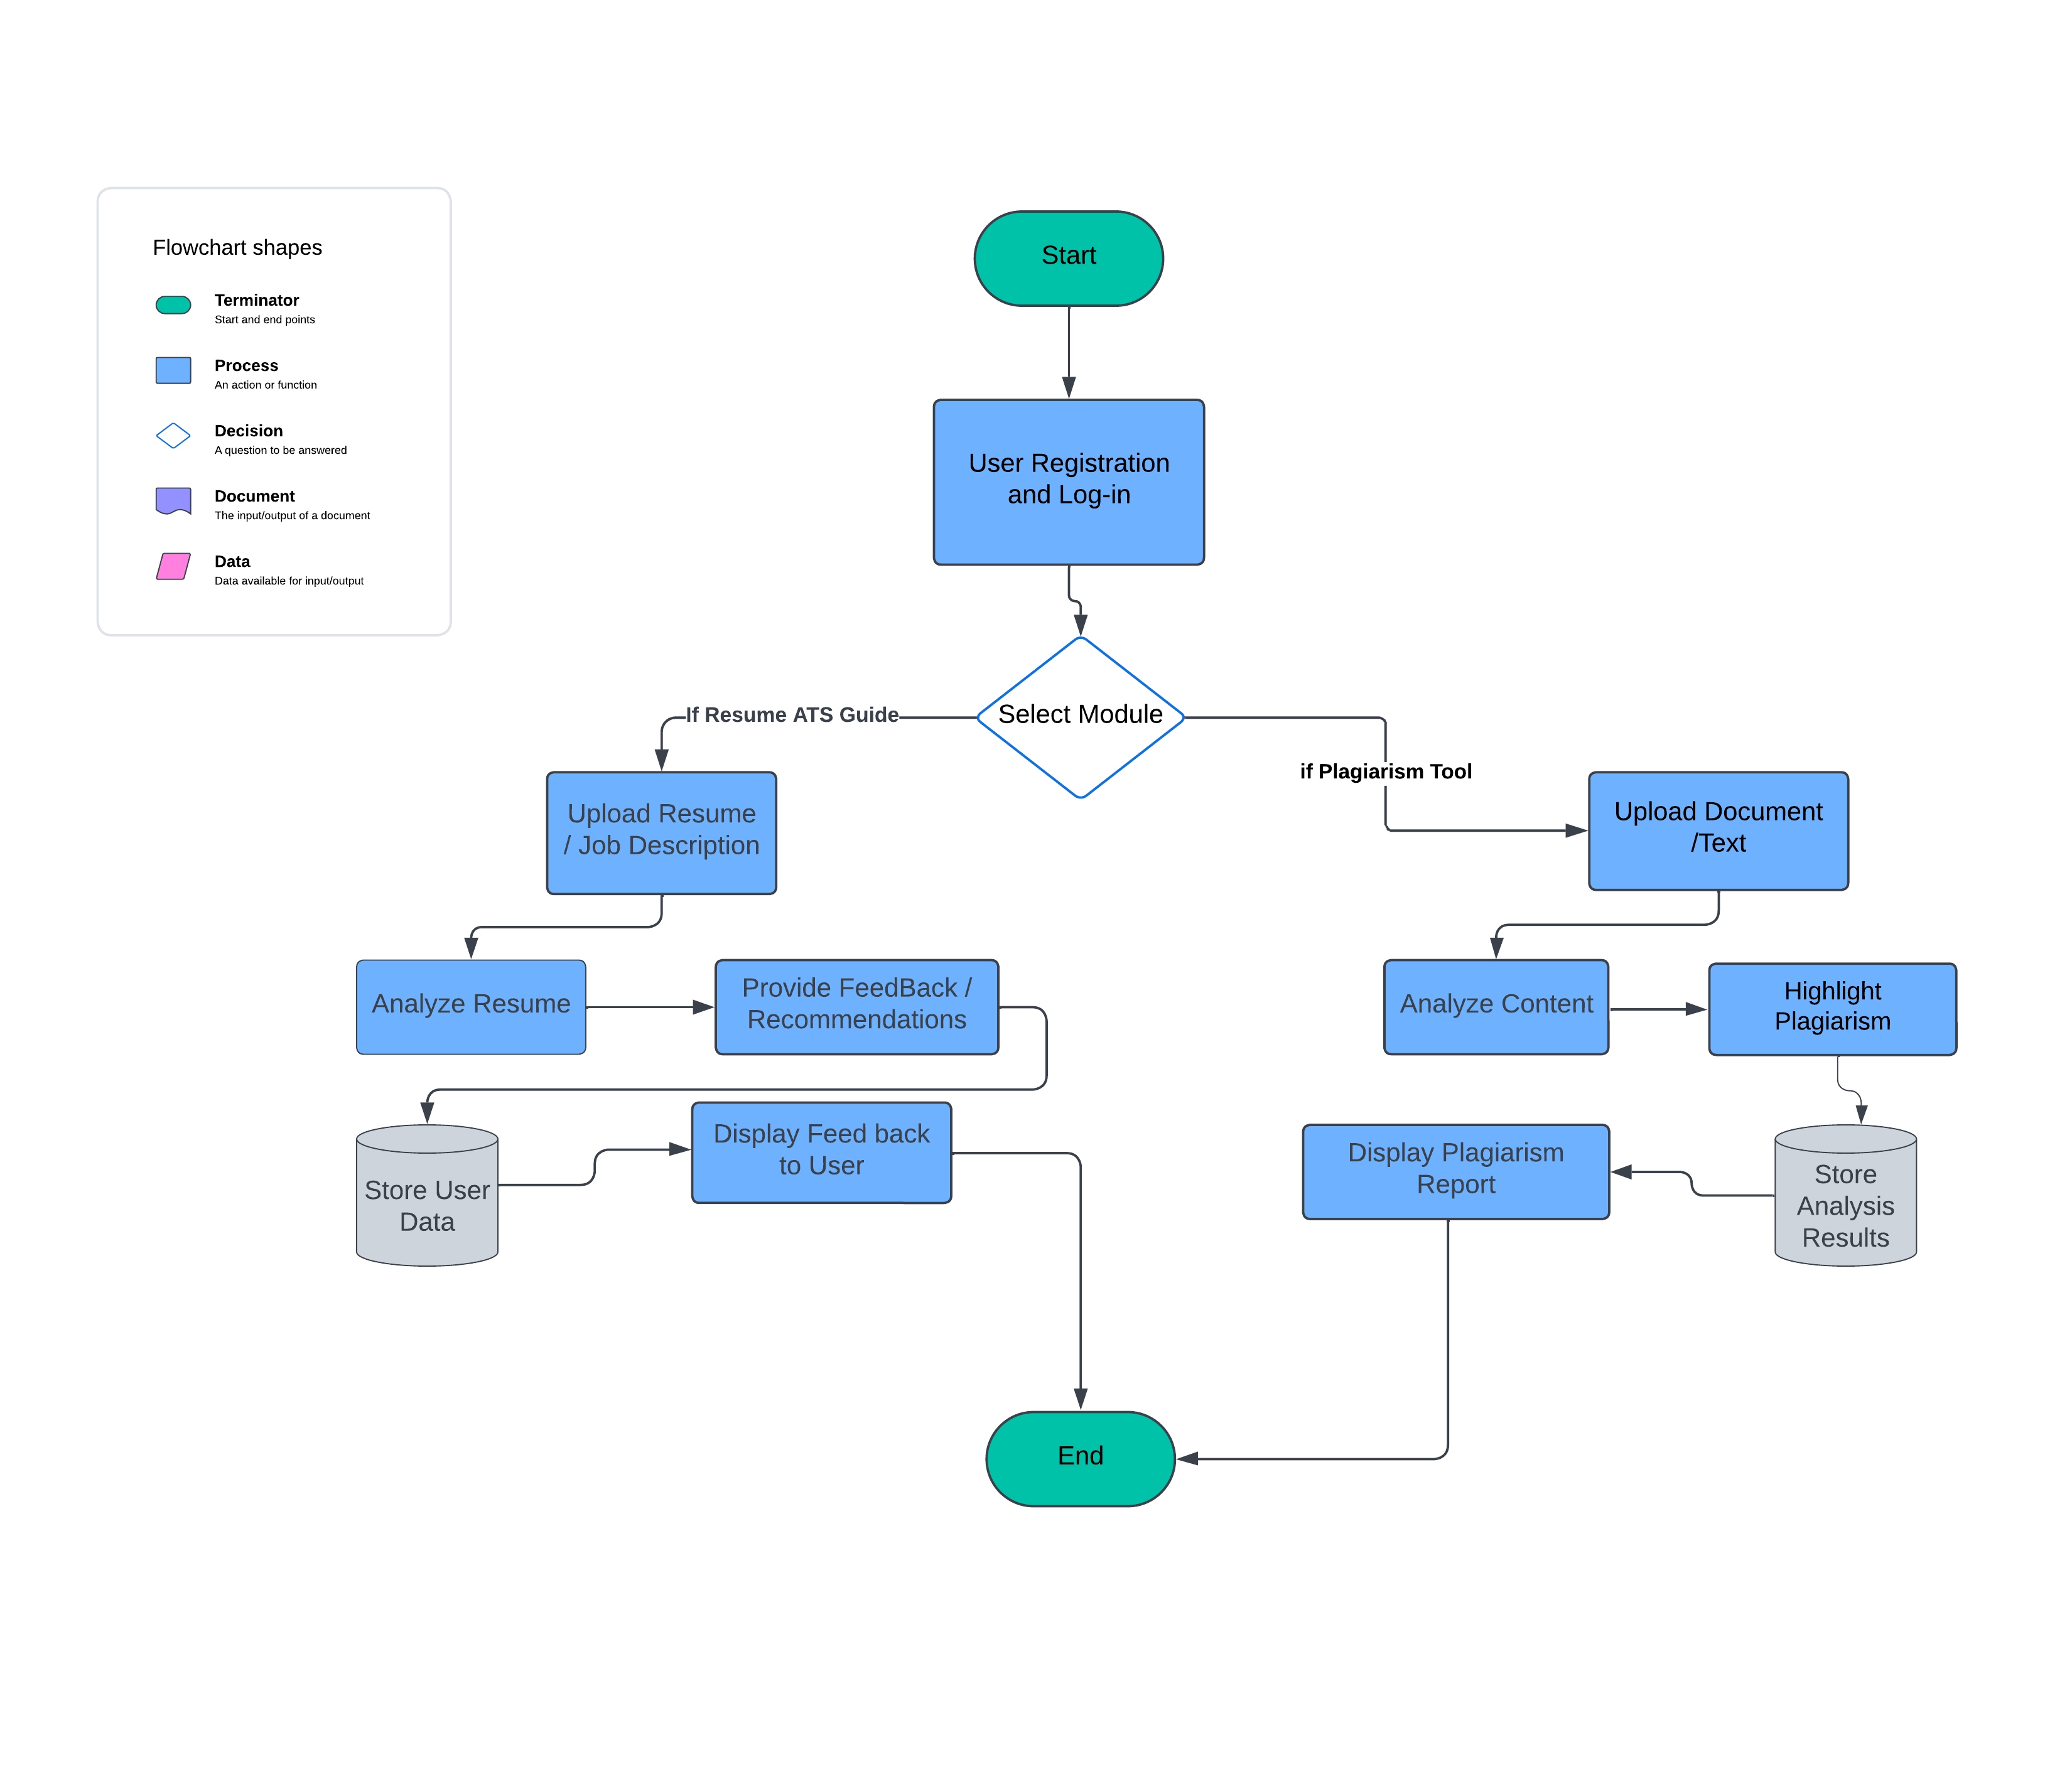 Flowchart shapes
Terminator
Start and end points
Process
An action or function
Decision
A question to be answered
Document
The input/output of a document
Data
Data available for input/output
Start
User Registration
and Log-in
Select Module
If Resume ATS Guide
if Plagiarism Tool
Upload Resume
/ Job Description
Upload Document
/Text
Analyze Resume
Provide FeedBack /
Recommendations
Analyze Content
Highlight
Plagiarism
Store User
Data
Display Feed back
to User
Display Plagiarism
Report
Store
Analysis
Results
End